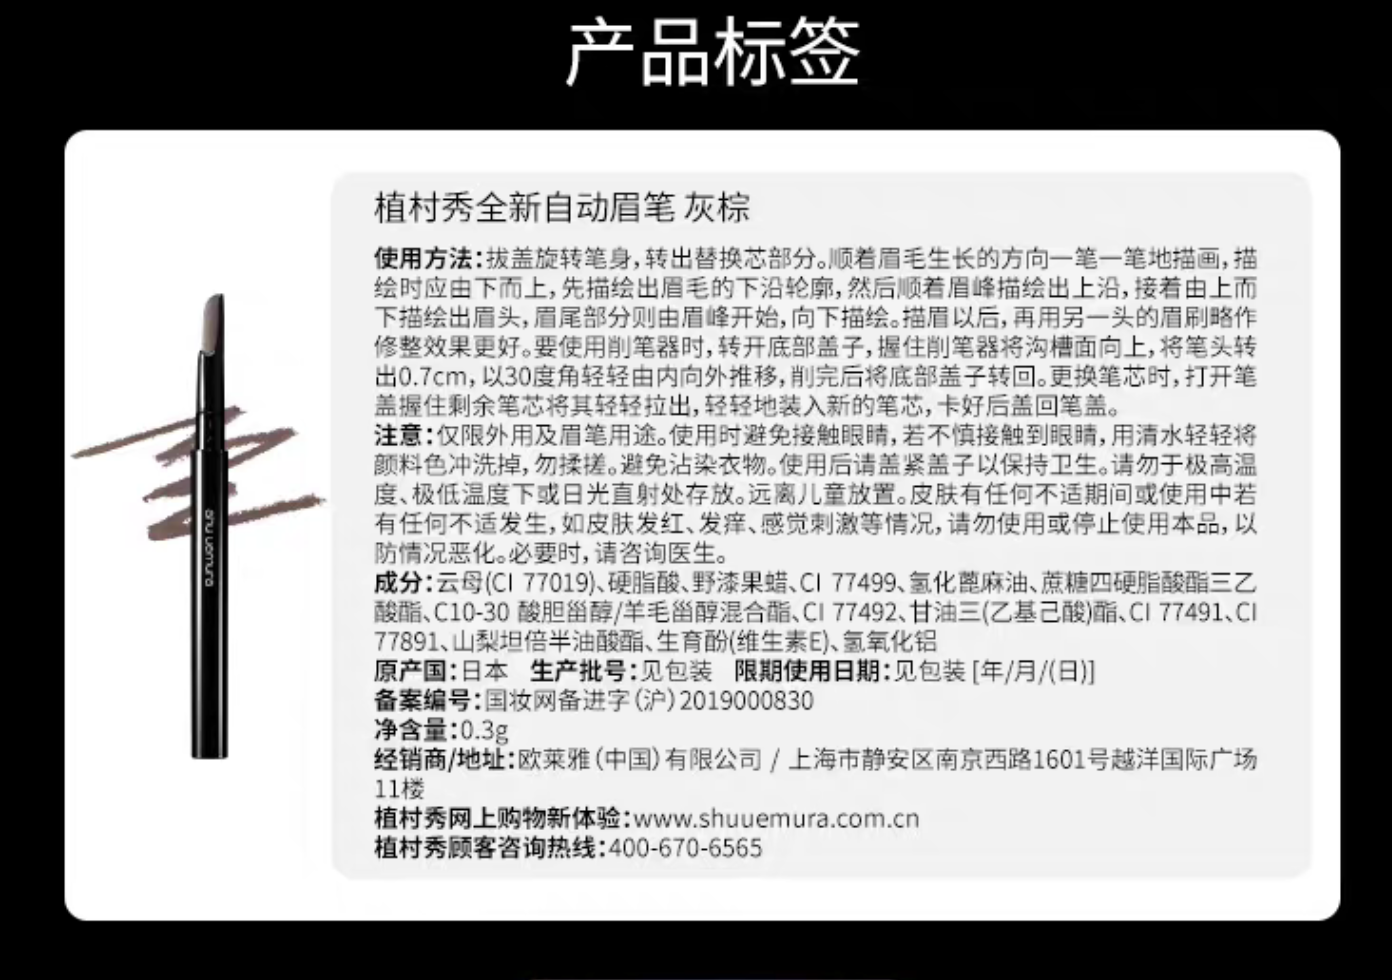 产品标签
植村秀全新自动眉笔 灰棕
使用方法：拔盖旋转笔身，转出替换芯部分。顺着眉毛生长的方向一笔一笔地描画，描
绘时应由下而上，先描绘出眉毛的下沿轮廓，然后顺着眉峰描绘出上沿，接着由上而
下描绘出眉头，眉尾部分则由眉峰开始，向下描绘。描眉以后，再用另一头的眉刷略作
修整效果更好。要使用削笔器时，转开底部盖子，握住削笔器将沟槽面向上，将笔头转
出0.7cm，以30度角轻轻由内向外推移，削完后将底部盖子转回。更换笔芯时，打开笔
盖握住剩余笔芯将其轻轻拉出，轻轻地装入新的笔芯，卡好后盖回笔盖。
注意：仅限外用及眉笔用途。使用时避免接触眼睛，若不慎接触到眼睛，用清水轻轻将
颜料色冲洗掉，勿揉搓。避免沾染衣物。使用后请盖紧盖子以保持卫生。请勿于极高温
度、极低温度下或日光直射处存放。远离儿童放置。皮肤有任何不适期间或使用中若
有任何不适发生，如皮肤发红、发痒、感觉刺激等情况，请勿使用或停止使用本品，以
防情况恶化。必要时，请咨询医生。
成分：云母(CI 77019)、硬脂酸、野漆果蜡、CI 77499、氢化蓖麻油、蔗糖四硬脂酸酯三乙
酸酯、C10-30 酸胆甾醇/羊毛甾醇混合酯、CI 77492、甘油三(乙基己酸)酯、CI 77491、CI
77891、山梨坦倍半油酸酯、生育酚(维生素E)、氢氧化铝
原产国：日本 生产批号：见包装 限期使用日期：见包装 [年/月/(日)]
备案编号：国妆网备进字（沪）2019000830
净含量：0.3g
经销商/地址：欧莱雅（中国）有限公司 / 上海市静安区南京西路1601号越洋国际广场
11楼
植村秀网上购物新体验：www.shuuemura.com.cn
植村秀顾客咨询热线：400-670-6565
shu uemura